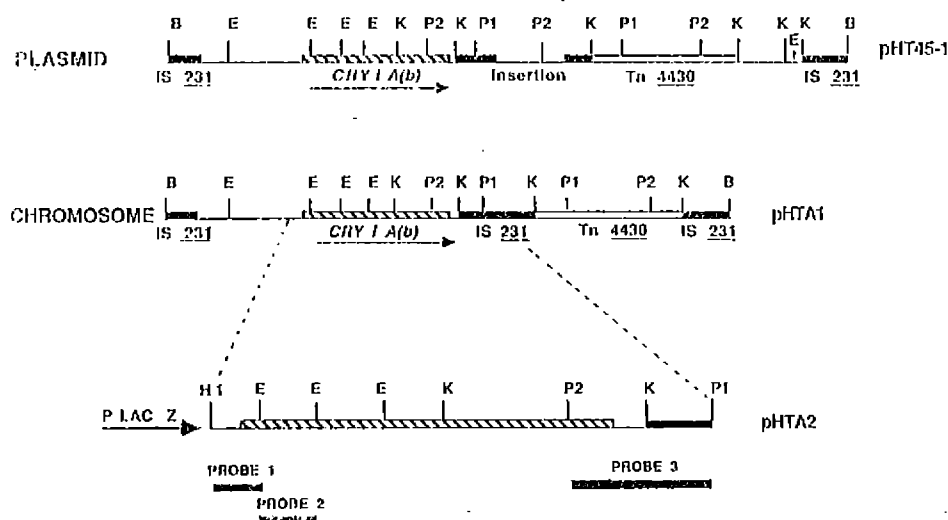 B E E E E K P2 K P1 P2 K P1 P2 K K E K B
PLASMID pHT45-1
IS 231 CRY I A(b) Insertion Tn 4430 IS 231
B E E E E K P2 K P1 K P1 P2 K B
CHROMOSOME pHTA1
IS 231 CRY I A(b) IS 231 Tn 4430 IS 231
H1 E E E K P2 K P1
P LAC Z pHTA2
PROBE 1 PROBE 3
PROBE 2